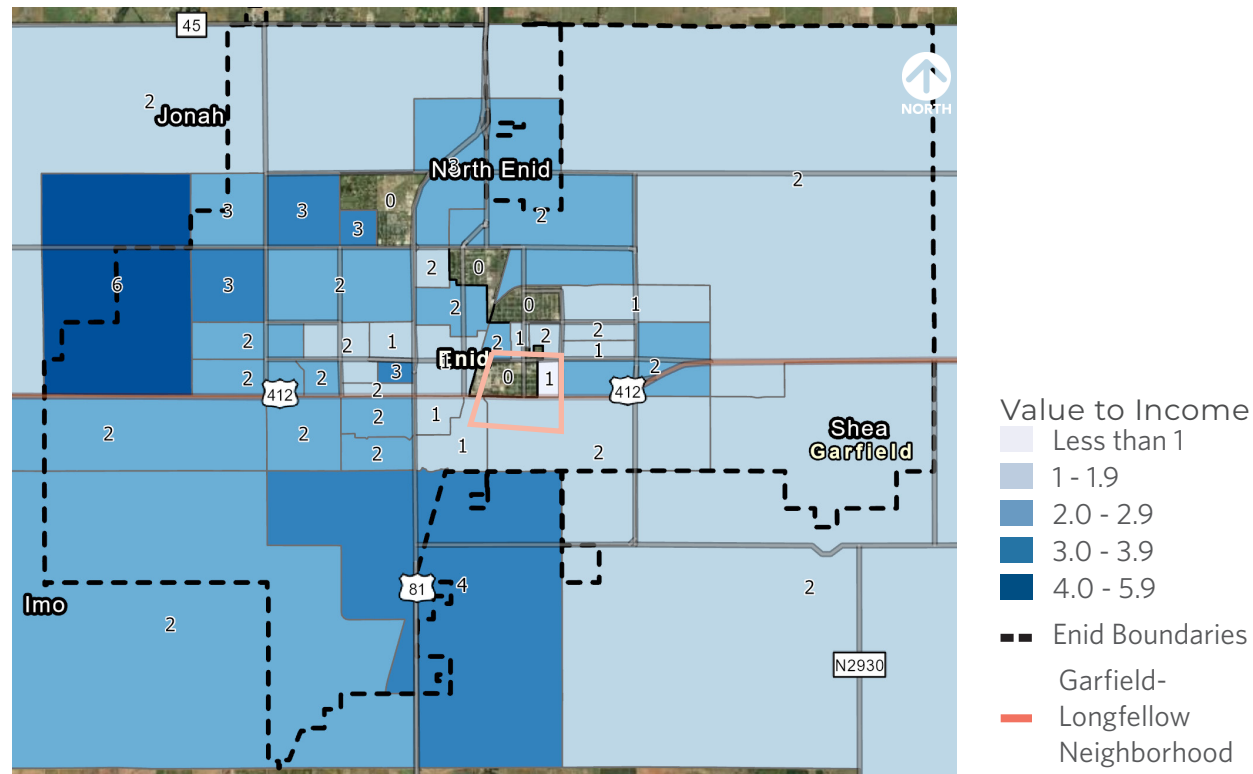 45
NORTH
2
Jonah
3
North Enid
2
0
3
3
3
2
2
0
6
3
2
2
0
1
2
2
2
1
2
1
2
2
1
Enid
1
2
2
3
2
0
1
2
412
412
2
2
1
2
2
1
2
Shea
Garfield
81
4
2
Imo
2
N2930
Value to Income
Less than 1
1 - 1.9
2.0 - 2.9
3.0 - 3.9
4.0 - 5.9
Enid Boundaries
Garfield-
Longfellow
Neighborhood